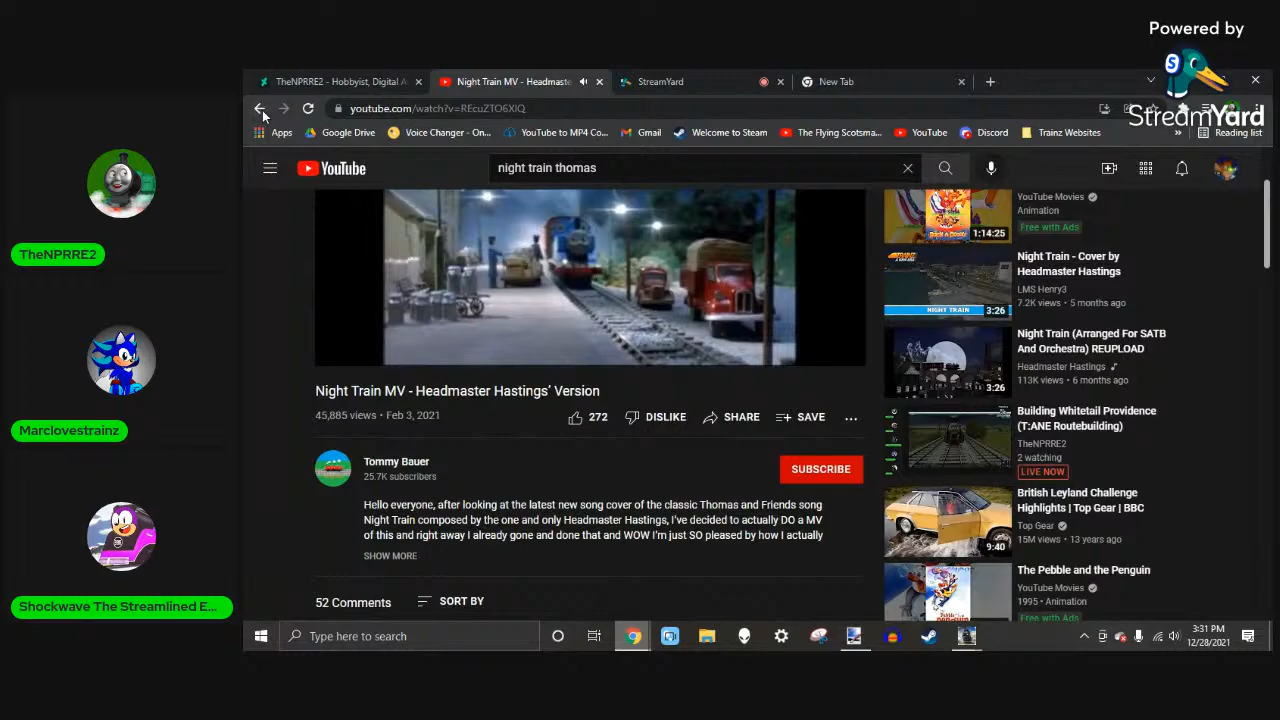 Powered by
StreamYard
TheNPRRE2
Marclovestrainz
Shockwave The Streamlined E...
TheNPRRE2 - Hobbyist, Digital A
Night Train MV - Headmaste
StreamYard
New Tab
youtube.com/watch?v=REcuZTO6XIQ
Apps
Google Drive
Voice Changer - On...
YouTube to MP4 Co...
Gmail
Welcome to Steam
The Flying Scotsma...
YouTube
Discord
Trainz Websites
»
Reading list
YouTube
night train thomas
Night Train MV - Headmaster Hastings' Version
45,885 views • Feb 3, 2021
272
DISLIKE
SHARE
SAVE
Tommy Bauer
25.7K subscribers
SUBSCRIBE
Hello everyone, after looking at the latest new song cover of the classic Thomas and Friends song
Night Train composed by the one and only Headmaster Hastings, I've decided to actually DO a MV
of this and right away I already gone and done that and WOW I'm just SO pleased by how I actually
SHOW MORE
52 Comments
SORT BY
YouTube Movies
Animation
Free with Ads
1:14:25
Night Train - Cover by
Headmaster Hastings
LMS Henry3
7.2K views • 5 months ago
NIGHT TRAIN
3:26
Night Train (Arranged For SATB
And Orchestra) REUPLOAD
Headmaster Hastings
113K views • 6 months ago
3:26
Building Whitetail Providence
(T:ANE Routebuilding)
TheNPRRE2
2 watching
LIVE NOW
British Leyland Challenge
Highlights | Top Gear | BBC
Top Gear
15M views • 13 years ago
9:40
The Pebble and the Penguin
YouTube Movies
1995 • Animation
Free with Ads
Type here to search
3:31 PM
12/28/2021